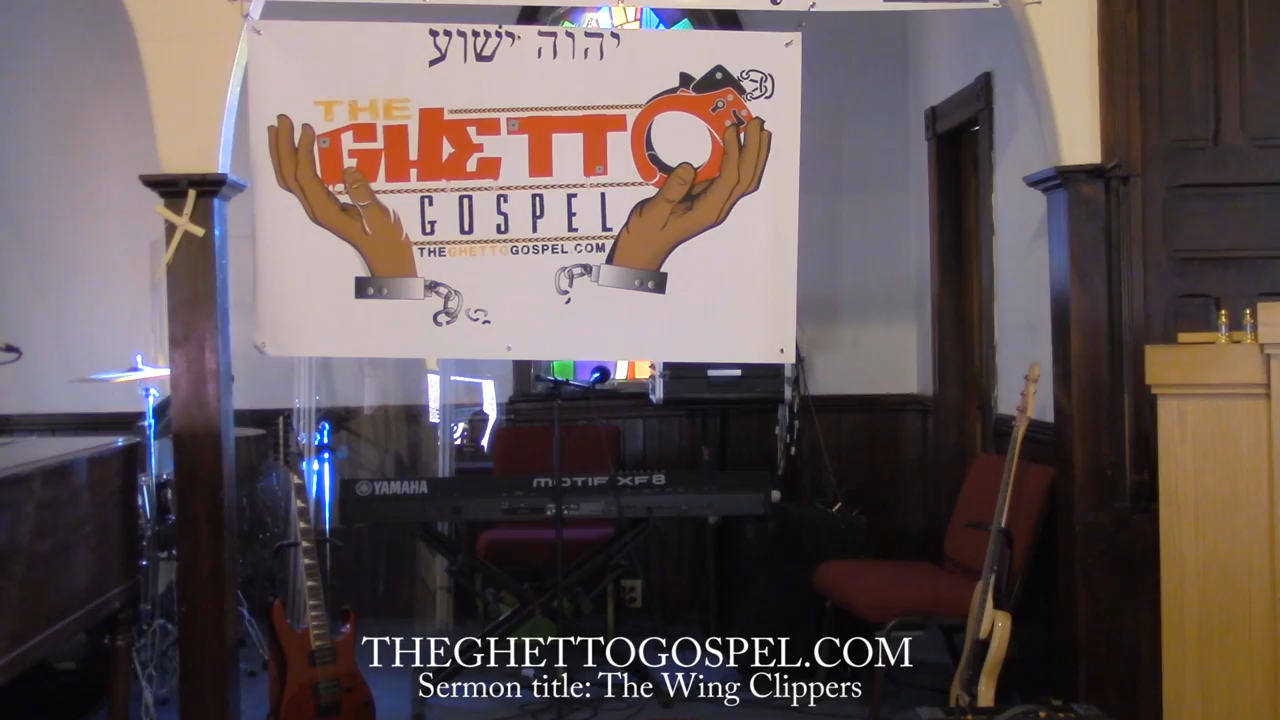 יהוה ישוע
THE
GHETTO
GOSPEL
THEGHETTOGOSPEL.COM
YAMAHA MOTIF XF8
THEGHETTOGOSPEL.COM
Sermon title: The Wing Clippers